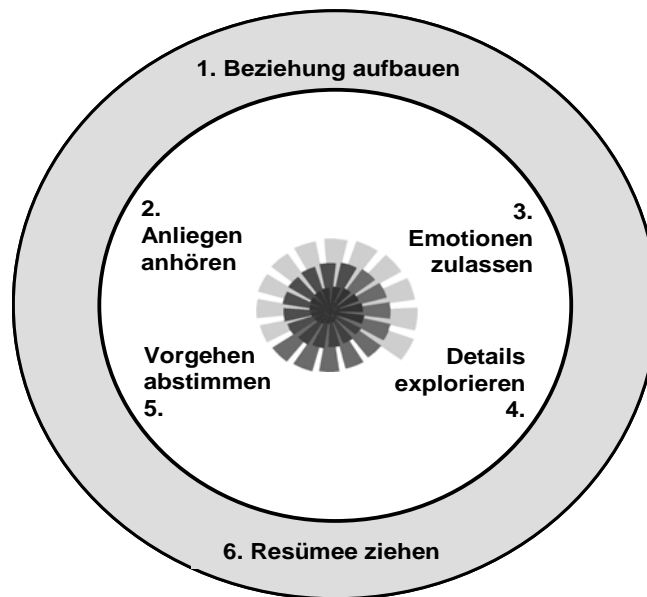 1. Beziehung aufbauen
2.
Anliegen
anhören
3.
Emotionen
zulassen
Details
explorieren
4.
Vorgehen
abstimmen
5.
6. Resümee ziehen